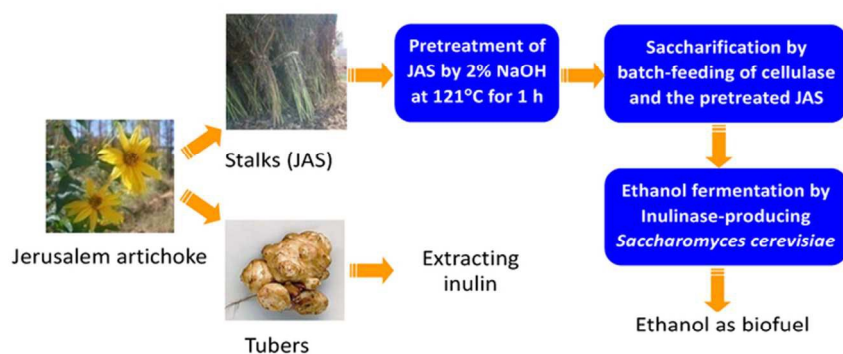 Jerusalem artichoke
Stalks (JAS)
Pretreatment of
JAS by 2% NaOH
at 121°C for 1 h
Saccharification by
batch-feeding of cellulase
and the pretreated JAS
Ethanol fermentation by
Inulinase-producing
Saccharomyces cerevisiae
Ethanol as biofuel
Tubers
Extracting
inulin